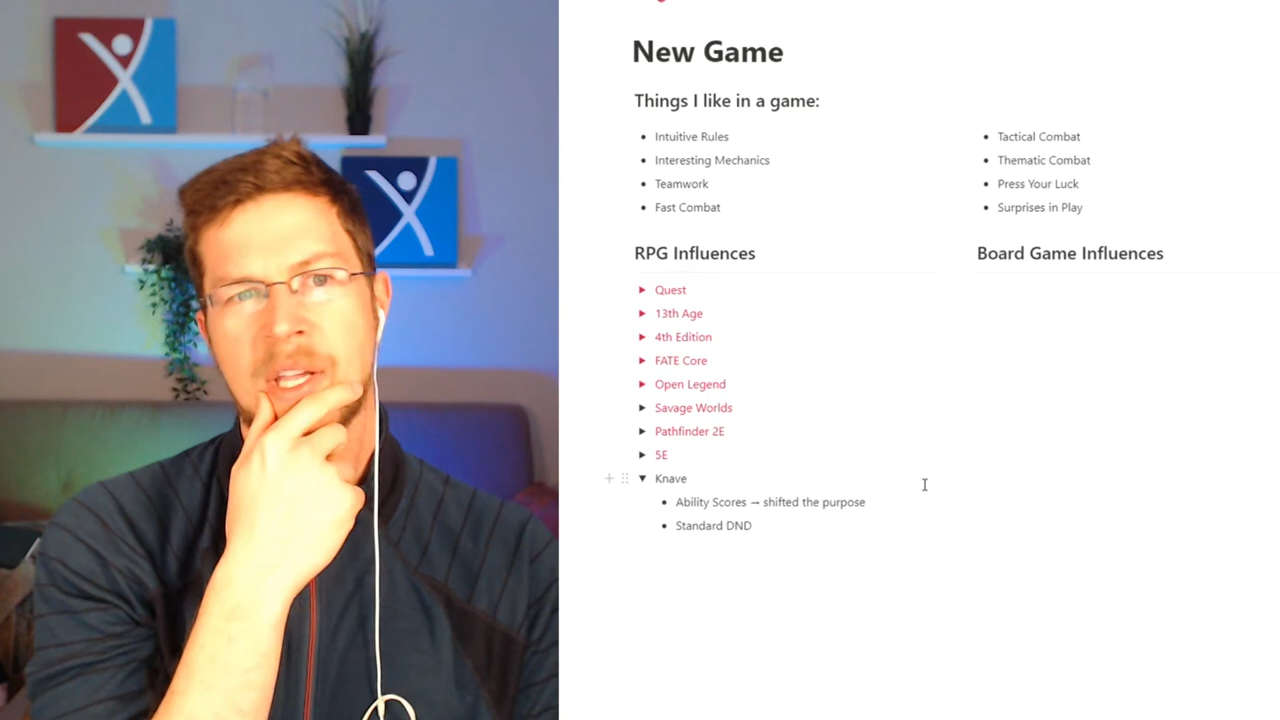 New Game
Things I like in a game:
• Intuitive Rules
• Interesting Mechanics
• Teamwork
• Fast Combat
• Tactical Combat
• Thematic Combat
• Press Your Luck
• Surprises in Play
RPG Influences
Quest
13th Age
4th Edition
FATE Core
Open Legend
Savage Worlds
Pathfinder 2E
5E
Knave
• Ability Scores → shifted the purpose
• Standard DND
Board Game Influences